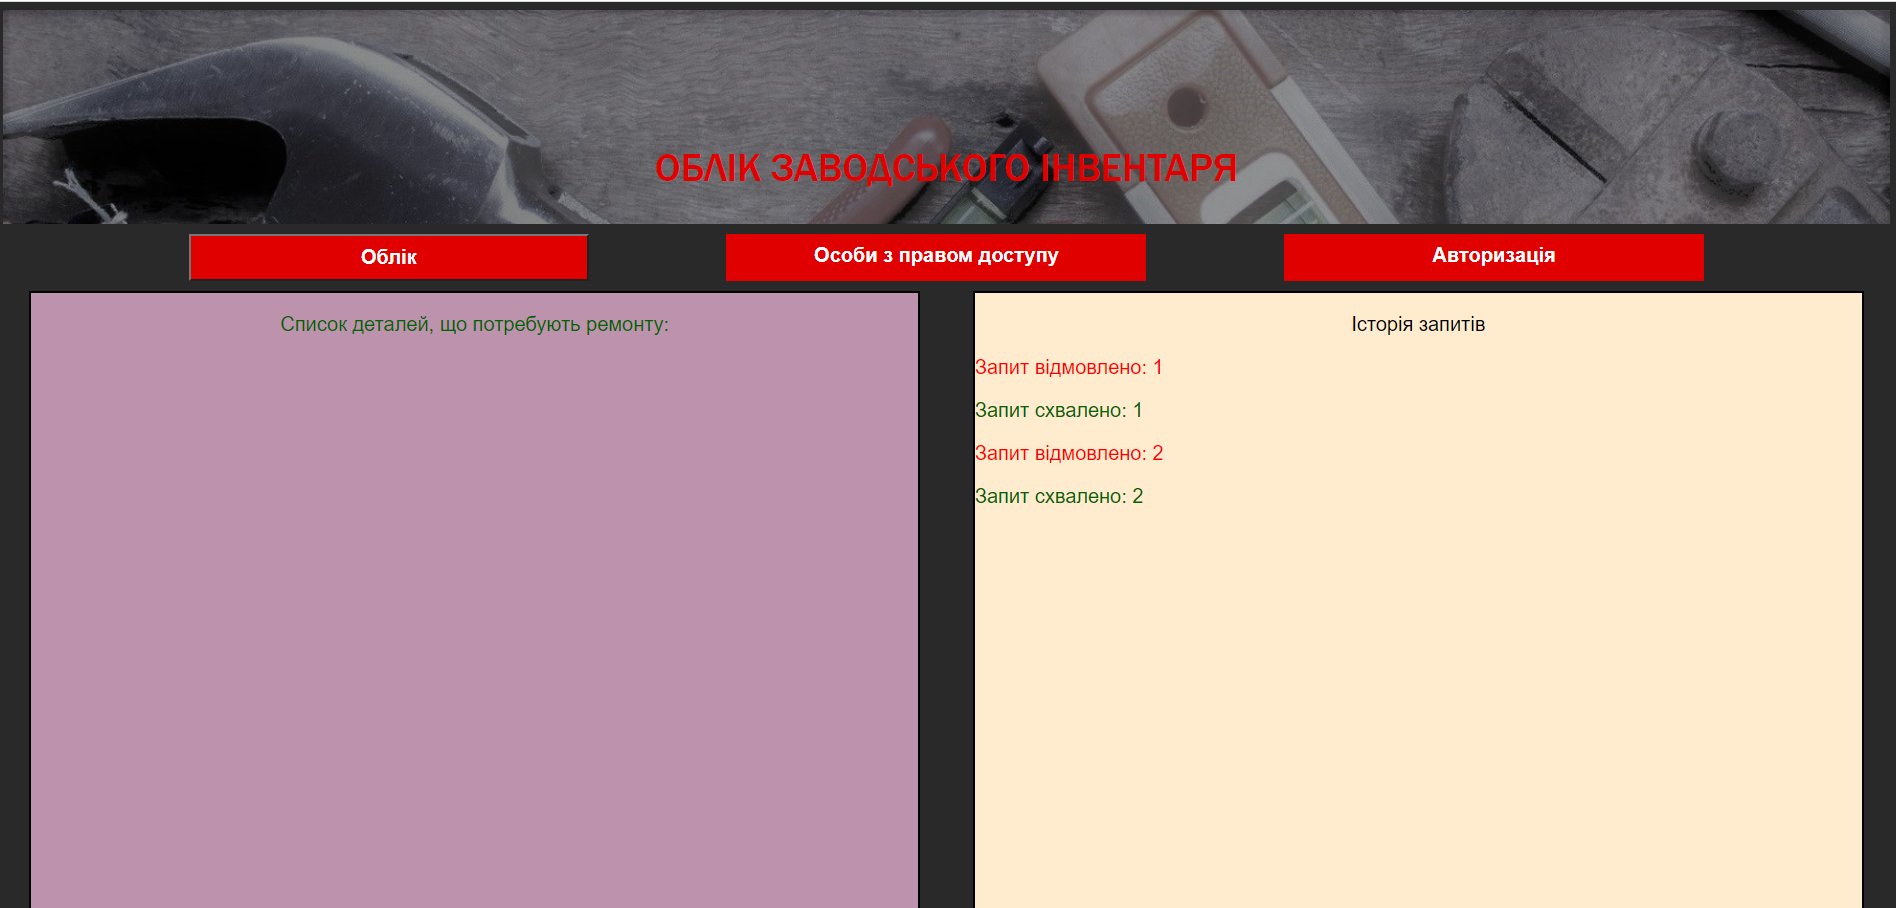 ОБЛІК ЗАВОДСЬКОГО ІНВЕНТАРЯ
Облік
Особи з правом доступу
Авторизація
Список деталей, що потребують ремонту:
Історія запитів
Запит відмовлено: 1
Запит схвалено: 1
Запит відмовлено: 2
Запит схвалено: 2